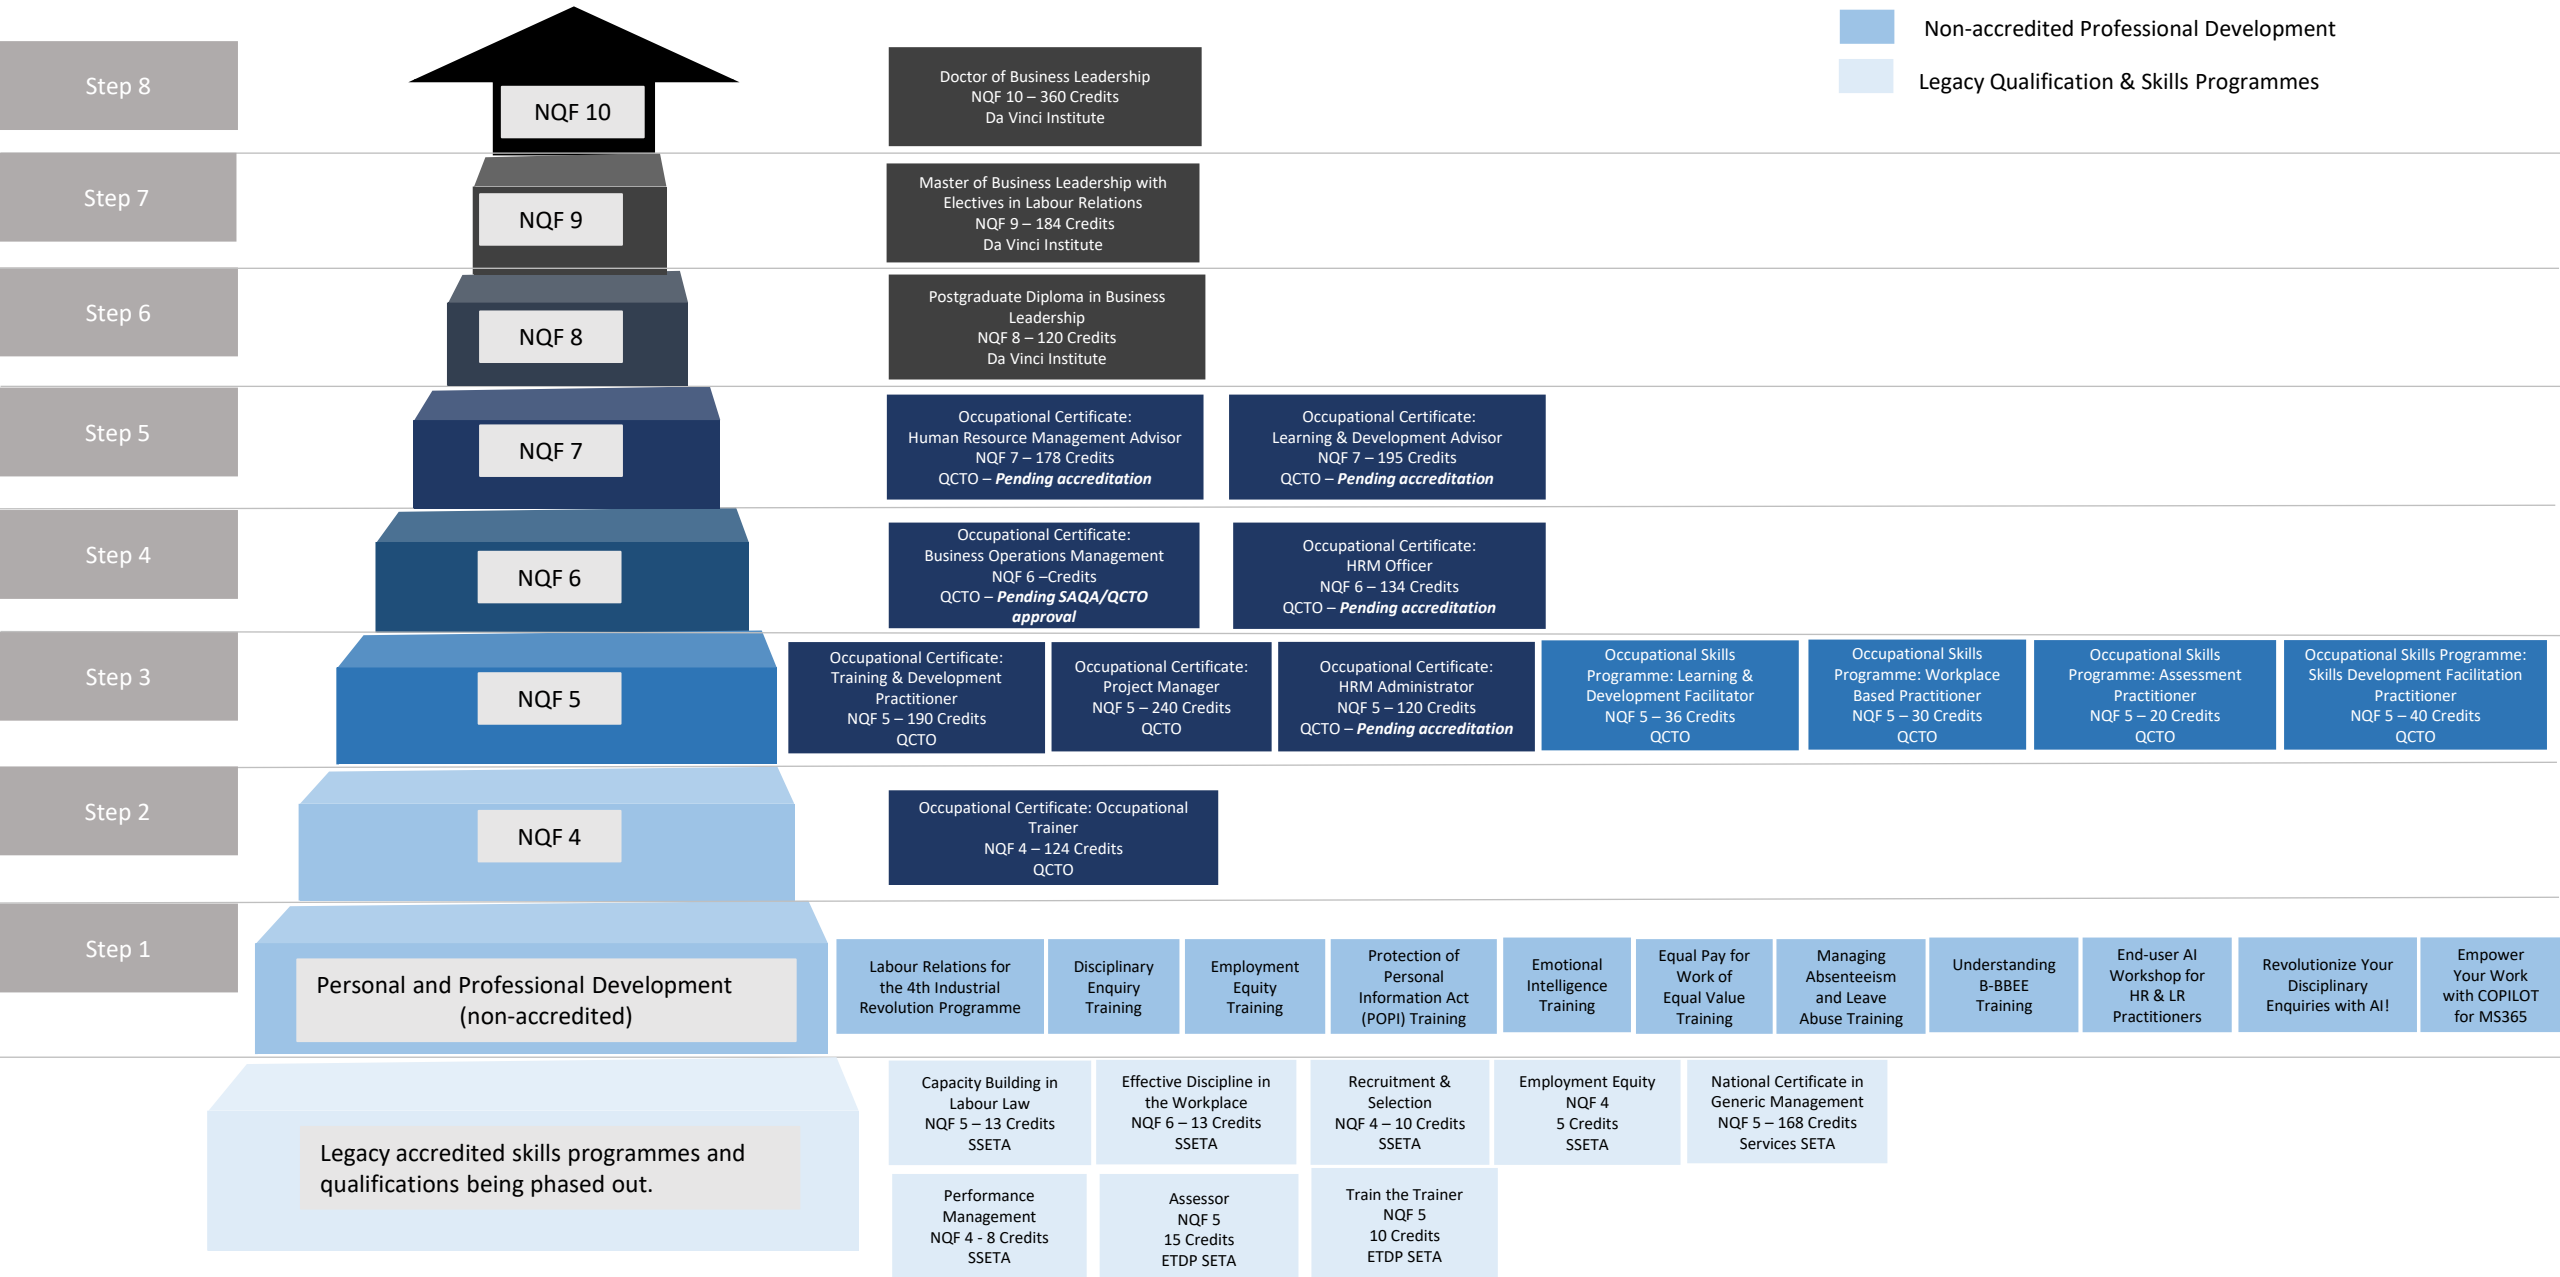 Non-accredited Professional Development
Legacy Qualification & Skills Programmes
Step 8
NQF 10
Doctor of Business Leadership
NQF 10 – 360 Credits
Da Vinci Institute
Step 7
NQF 9
Master of Business Leadership with
Electives in Labour Relations
NQF 9 – 184 Credits
Da Vinci Institute
Step 6
NQF 8
Postgraduate Diploma in Business
Leadership
NQF 8 – 120 Credits
Da Vinci Institute
Step 5
NQF 7
Occupational Certificate:
Human Resource Management Advisor
NQF 7 – 178 Credits
QCTO – Pending accreditation
Occupational Certificate:
Learning & Development Advisor
NQF 7 – 195 Credits
QCTO – Pending accreditation
Step 4
NQF 6
Occupational Certificate:
Business Operations Management
NQF 6 –Credits
QCTO – Pending SAQA/QCTO
approval
Occupational Certificate:
HRM Officer
NQF 6 – 134 Credits
QCTO – Pending accreditation
Step 3
NQF 5
Occupational Certificate:
Training & Development
Practitioner
NQF 5 – 190 Credits
QCTO
Occupational Certificate:
Project Manager
NQF 5 – 240 Credits
QCTO
Occupational Certificate:
HRM Administrator
NQF 5 – 120 Credits
QCTO – Pending accreditation
Occupational Skills
Programme: Learning &
Development Facilitator
NQF 5 – 36 Credits
QCTO
Occupational Skills
Programme: Workplace
Based Practitioner
NQF 5 – 30 Credits
QCTO
Occupational Skills
Programme: Assessment
Practitioner
NQF 5 – 20 Credits
QCTO
Occupational Skills Programme:
Skills Development Facilitation
Practitioner
NQF 5 – 40 Credits
QCTO
Step 2
NQF 4
Occupational Certificate: Occupational
Trainer
NQF 4 – 124 Credits
QCTO
Step 1
Personal and Professional Development
(non-accredited)
Labour Relations for
the 4th Industrial
Revolution Programme
Disciplinary
Enquiry
Training
Employment
Equity
Training
Protection of
Personal
Information Act
(POPI) Training
Emotional
Intelligence
Training
Equal Pay for
Work of
Equal Value
Training
Managing
Absenteeism
and Leave
Abuse Training
Understanding
B-BBEE
Training
End-user AI
Workshop for
HR & LR
Practitioners
Revolutionize Your
Disciplinary
Enquiries with AI!
Empower
Your Work
with COPILOT
for MS365
Legacy accredited skills programmes and
qualifications being phased out.
Capacity Building in
Labour Law
NQF 5 – 13 Credits
SSETA
Effective Discipline in
the Workplace
NQF 6 – 13 Credits
SSETA
Recruitment &
Selection
NQF 4 – 10 Credits
SSETA
Employment Equity
NQF 4
5 Credits
SSETA
National Certificate in
Generic Management
NQF 5 – 168 Credits
Services SETA
Performance
Management
NQF 4 - 8 Credits
SSETA
Assessor
NQF 5
15 Credits
ETDP SETA
Train the Trainer
NQF 5
10 Credits
ETDP SETA